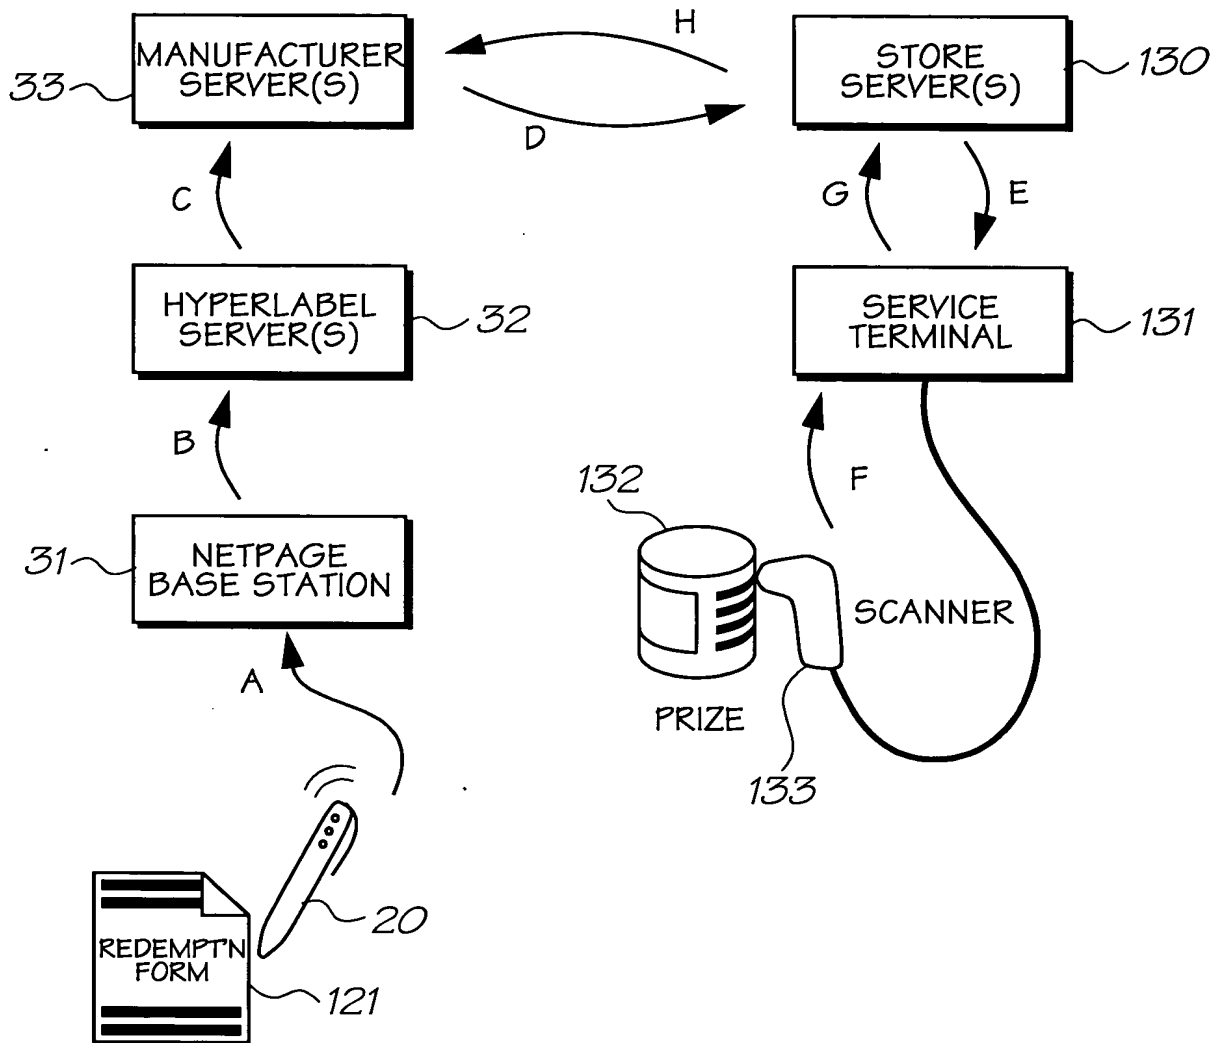 H
MANUFACTURER
SERVER(S)
33
STORE
SERVER(S)
130
D
C
G
E
HYPERLABEL
SERVER(S)
32
SERVICE
TERMINAL
131
B
132
F
31
NETPAGE
BASE STATION
SCANNER
A
PRIZE
133
20
REDEMPT'N
FORM
121